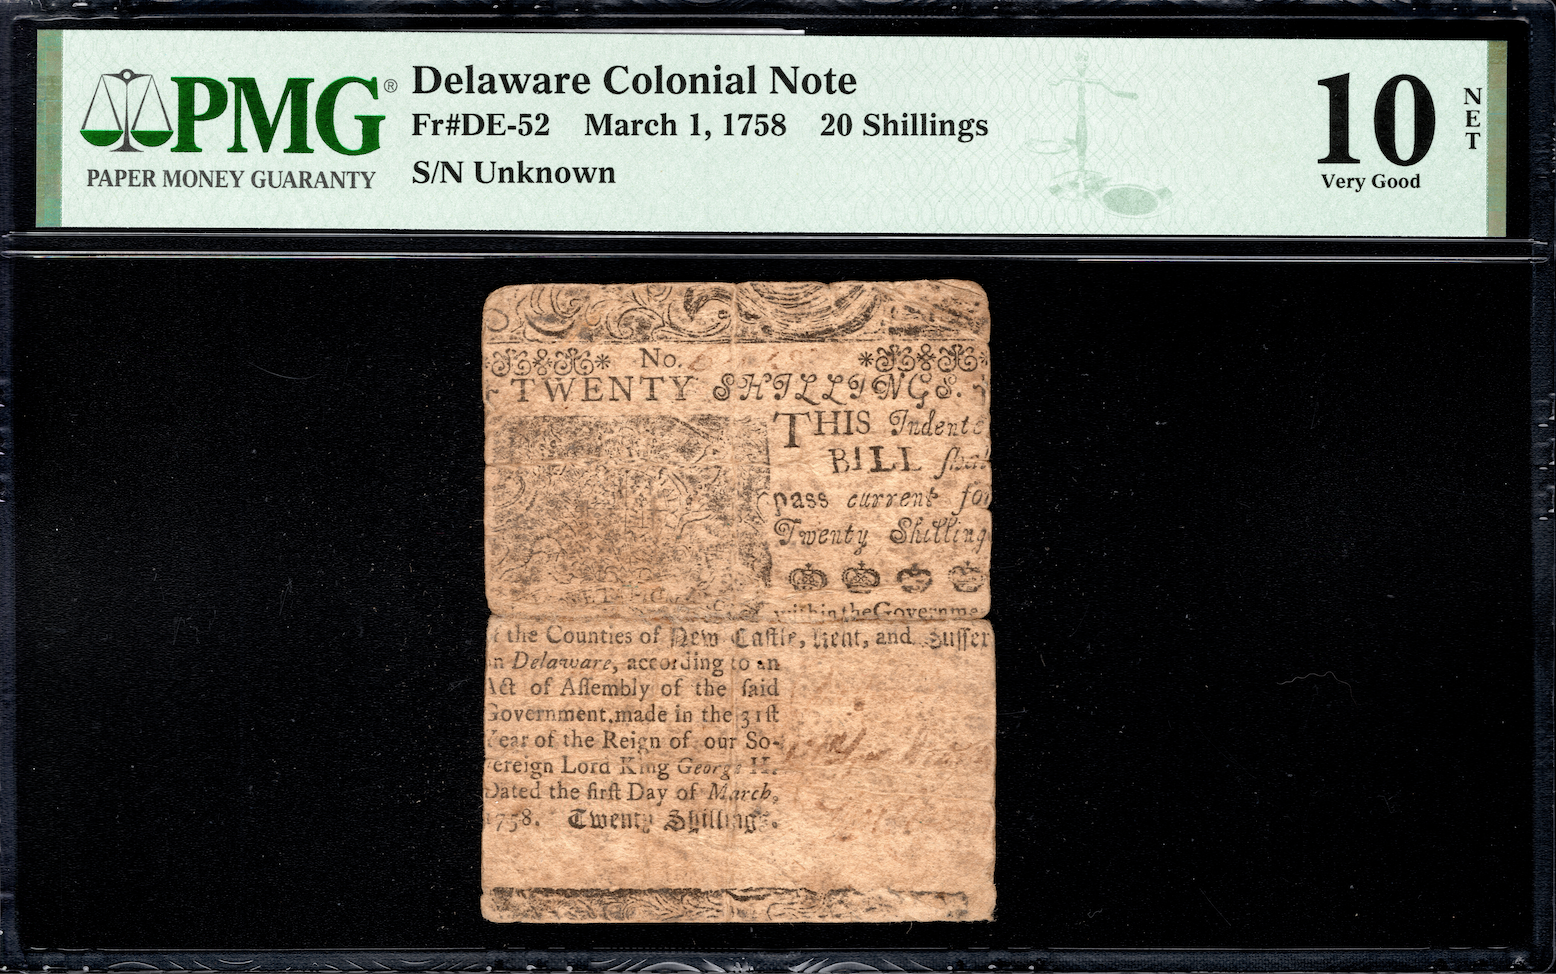 PMG®
PAPER MONEY GUARANTY
Delaware Colonial Note
Fr#DE-52 March 1, 1758 20 Shillings
S/N Unknown
10
NET
Very Good
No.
TWENTY SHILLINGS.
THIS Indent
BILL
pass current for
Twenty Shilling
within the Governme
the Counties of New Castle, Kent, and Sussex
in Delaware, according to an
Act of Aſſembly of the ſaid
Government, made in the 31ſt
Year of the Reign of our So-
vereign Lord King George II.
Dated the firſt Day of March,
1758. Twenty Shillings.